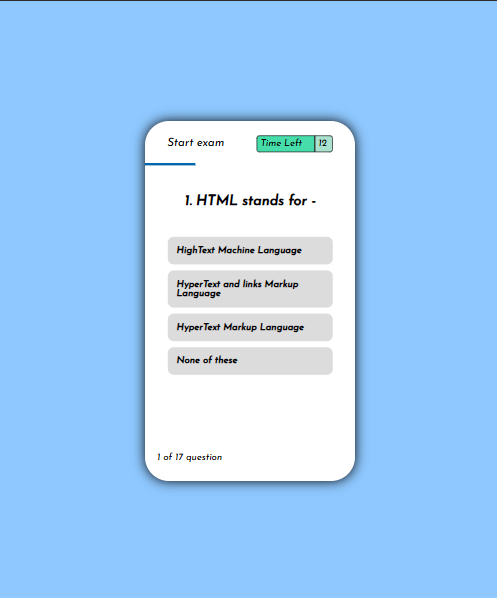 Start exam
Time Left 12
1. HTML stands for -
HighText Machine Language
HyperText and links Markup
Language
HyperText Markup Language
None of these
1 of 17 question